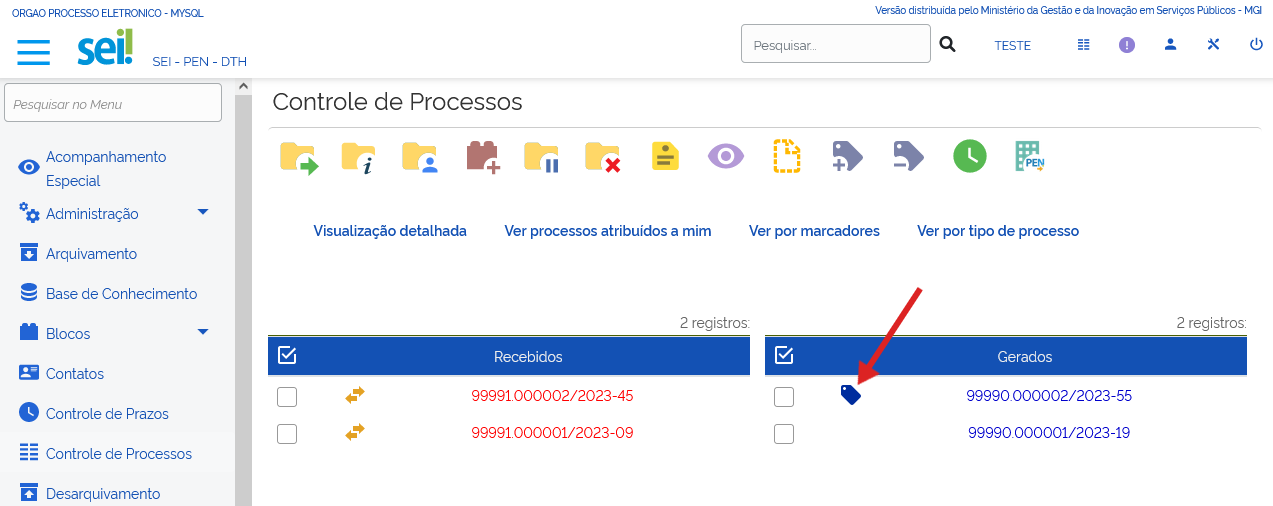 ORGAO PROCESSO ELETRONICO - MYSQL
Versão distribuída pelo Ministério da Gestão e da Inovação em Serviços Públicos - MGI
sei!
SEI - PEN - DTH
Pesquisar...
TESTE
Pesquisar no Menu
Acompanhamento
Especial
Administração
Arquivamento
Base de Conhecimento
Blocos
Contatos
Controle de Prazos
Controle de Processos
Desarquivamento
Controle de Processos
PEN
Visualização detalhada
Ver processos atribuídos a mim
Ver por marcadores
Ver por tipo de processo
2 registros:
Recebidos
99991.000002/2023-45
99991.000001/2023-09
2 registros:
Gerados
99990.000002/2023-55
99990.000001/2023-19